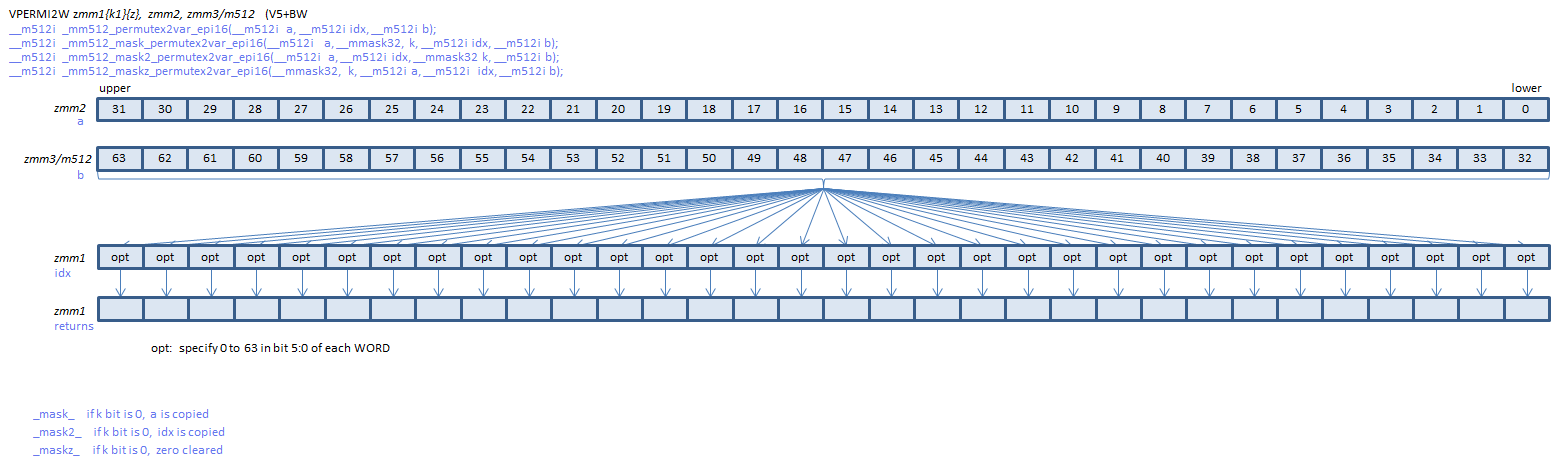 VPERMI2W zmm1{k1}{z}, zmm2, zmm3/m512 (V5+BW
__m512i _mm512_permutex2var_epi16(__m512i a, __m512i idx, __m512i b);
__m512i _mm512_mask_permutex2var_epi16(__m512i a, __mmask32, k, __m512i idx, __m512i b);
__m512i _mm512_mask2_permutex2var_epi16(__m512i a, __m512i idx, __mmask32 k, __m512i b);
__m512i _mm512_maskz_permutex2var_epi16(__mmask32, k, __m512i a, __m512i idx, __m512i b);
upper lower
zmm2 31 30 29 28 27 26 25 24 23 22 21 20 19 18 17 16 15 14 13 12 11 10 9 8 7 6 5 4 3 2 1 0
a
zmm3/m512 63 62 61 60 59 58 57 56 55 54 53 52 51 50 49 48 47 46 45 44 43 42 41 40 39 38 37 36 35 34 33 32
b
zmm1 opt opt opt opt opt opt opt opt opt opt opt opt opt opt opt opt opt opt opt opt opt opt opt opt opt opt opt opt opt opt opt opt
idx
zmm1
returns
opt: specify 0 to 63 in bit 5:0 of each WORD
_mask_ if k bit is 0, a is copied
_mask2_ if k bit is 0, idx is copied
_maskz_ if k bit is 0, zero cleared